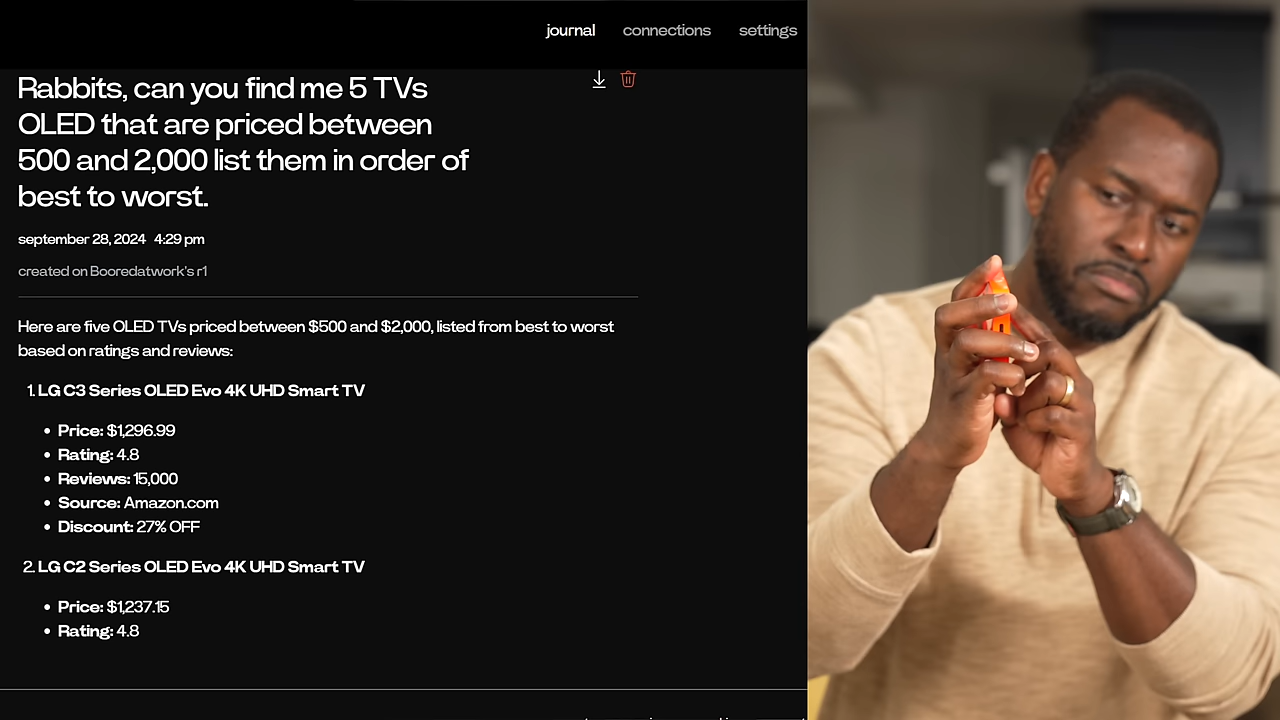 journal connections settings
Rabbits, can you find me 5 TVs
OLED that are priced between
500 and 2,000 list them in order of
best to worst.
september 28, 2024 4:29 pm
created on Booredatwork's r1
Here are five OLED TVs priced between $500 and $2,000, listed from best to worst
based on ratings and reviews:
1. LG C3 Series OLED Evo 4K UHD Smart TV
• Price: $1,296.99
• Rating: 4.8
• Reviews: 15,000
• Source: Amazon.com
• Discount: 27% OFF
2. LG C2 Series OLED Evo 4K UHD Smart TV
• Price: $1,237.15
• Rating: 4.8